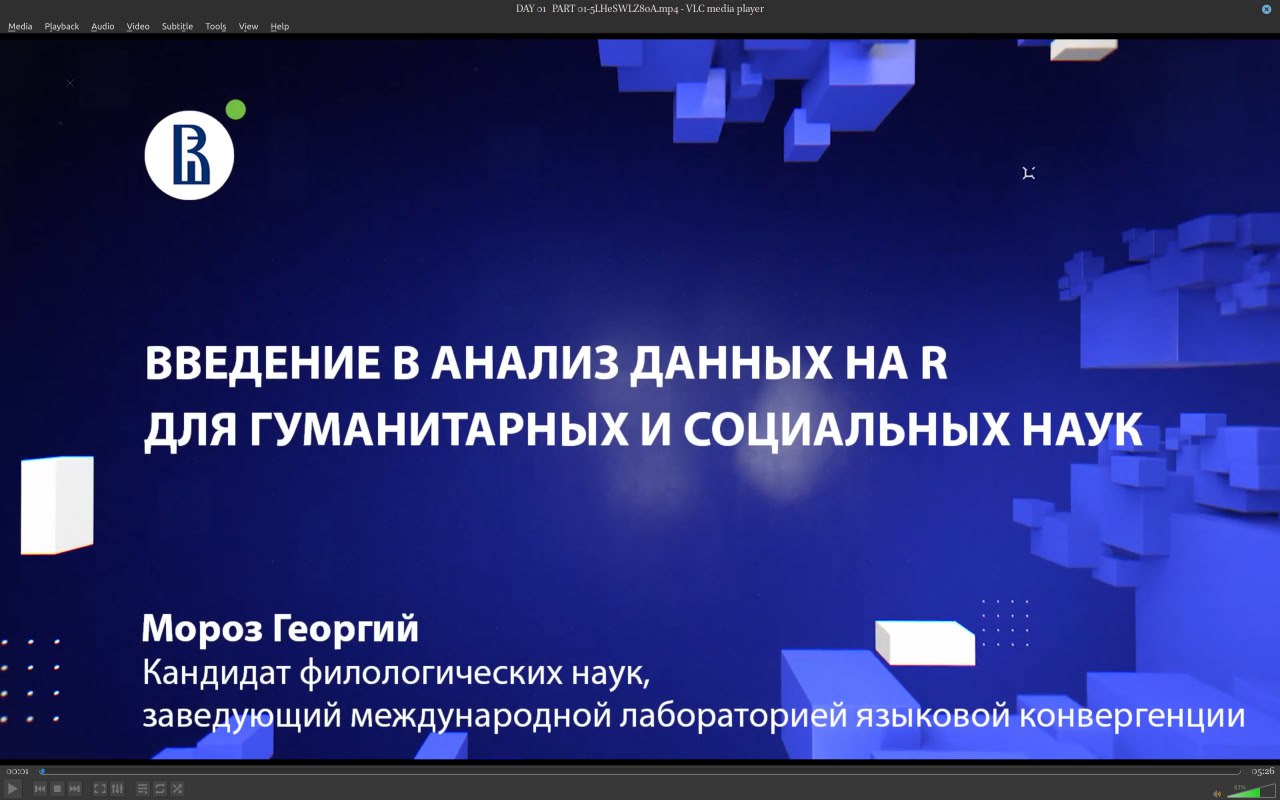 DAY 01 PART 01-5LHeSWLZ80A.mp4 - VLC media player
Media Playback Audio Video Subtitle Tools View Help
ВВЕДЕНИЕ В АНАЛИЗ ДАННЫХ НА R
ДЛЯ ГУМАНИТАРНЫХ И СОЦИАЛЬНЫХ НАУК
Мороз Георгий
Кандидат филологических наук,
заведующий международной лабораторией языковой конвергенции
00:01 05:26
83%